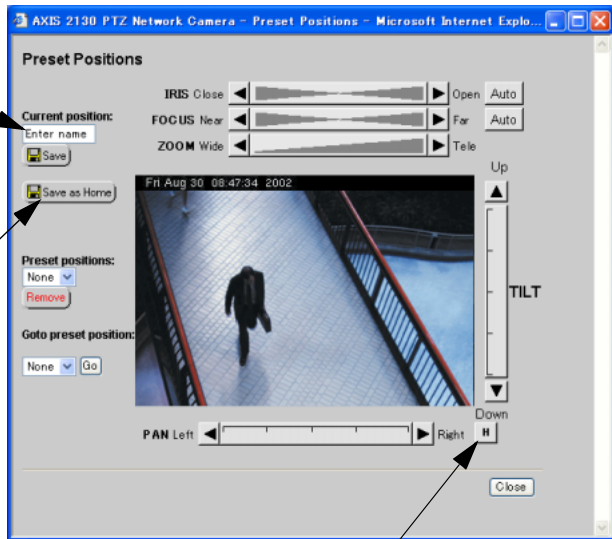 AXIS 2130 PTZ Network Camera - Preset Positions - Microsoft Internet Explo...
Preset Positions
IRIS Close
Open
Auto
Current position:
FOCUS Near
Far
Auto
Enter name
ZOOM Wide
Tele
Save
Up
Save as Home
Fri Aug 30 08:47:34 2002
Preset positions:
None
TILT
Remove
Goto preset position:
None
Go
Down
PAN Left
Right
H
Close